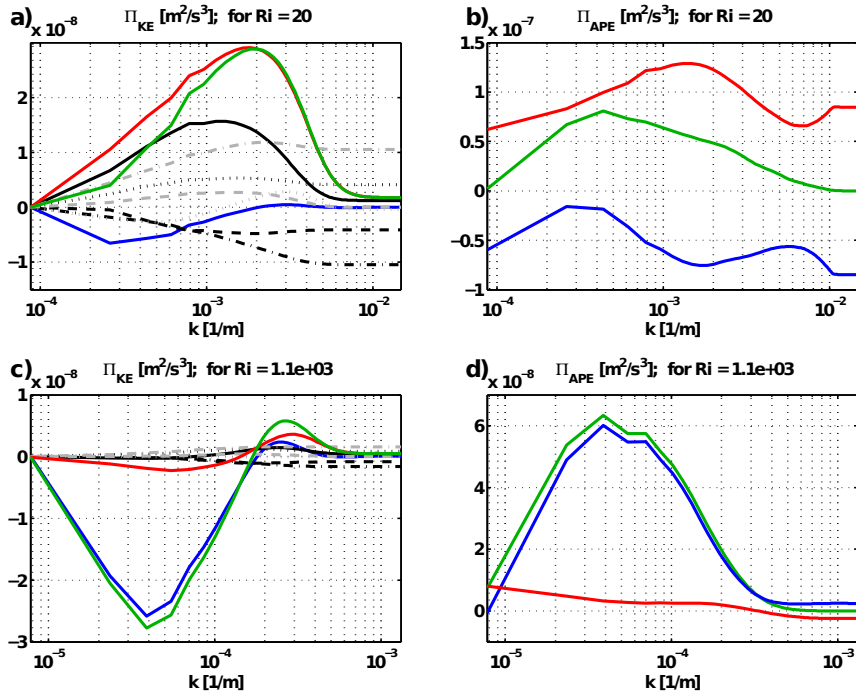 a) Π_KE [m²/s³]; for Ri = 20
x 10⁻⁸
2
1
0
−1
10⁻⁴ 10⁻³ 10⁻²
k [1/m]
b) Π_APE [m²/s³]; for Ri = 20
x 10⁻⁷
1.5
1
0.5
0
−0.5
−1
10⁻⁴ 10⁻³ 10⁻²
k [1/m]
c) Π_KE [m²/s³]; for Ri = 1.1e+03
x 10⁻⁸
1
0
−1
−2
−3
10⁻⁵ 10⁻⁴ 10⁻³
k [1/m]
d) Π_APE [m²/s³]; for Ri = 1.1e+03
x 10⁻⁸
6
4
2
0
10⁻⁵ 10⁻⁴ 10⁻³
k [1/m]